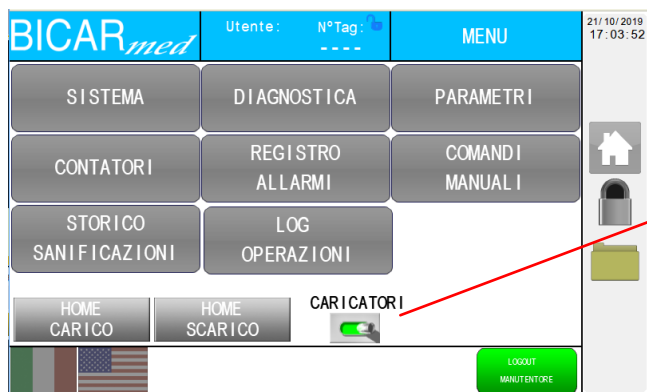 BICARmed
Utente: N°Tag:
----
MENU
21/10/2019
17:03:52
SISTEMA
DIAGNOSTICA
PARAMETRI
CONTATORI
REGISTRO
ALLARMI
COMANDI
MANUALI
STORICO
SANIFICAZIONI
LOG
OPERAZIONI
HOME
CARICO
HOME
SCARICO
CARICATORI
LOGOUT
MANUTENTORE